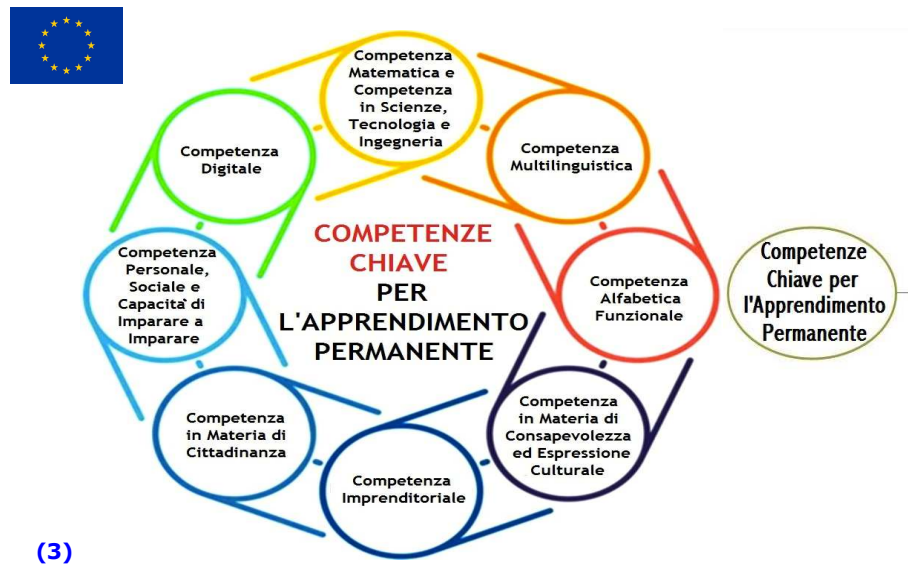 Competenza
Matematica e
Competenza
in Scienze,
Tecnologia e
Ingegneria
Competenza
Multilinguistica
Competenza
Digitale
COMPETENZE
CHIAVE
PER
L'APPRENDIMENTO
PERMANENTE
Competenza
Personale,
Sociale e
Capacità di
Imparare a
Imparare
Competenza
Alfabetica
Funzionale
Competenze
Chiave per
l'Apprendimento
Permanente
Competenza
in Materia di
Cittadinanza
Competenza
Imprenditoriale
Competenza
in Materia di
Consapevolezza
ed Espressione
Culturale
(3)